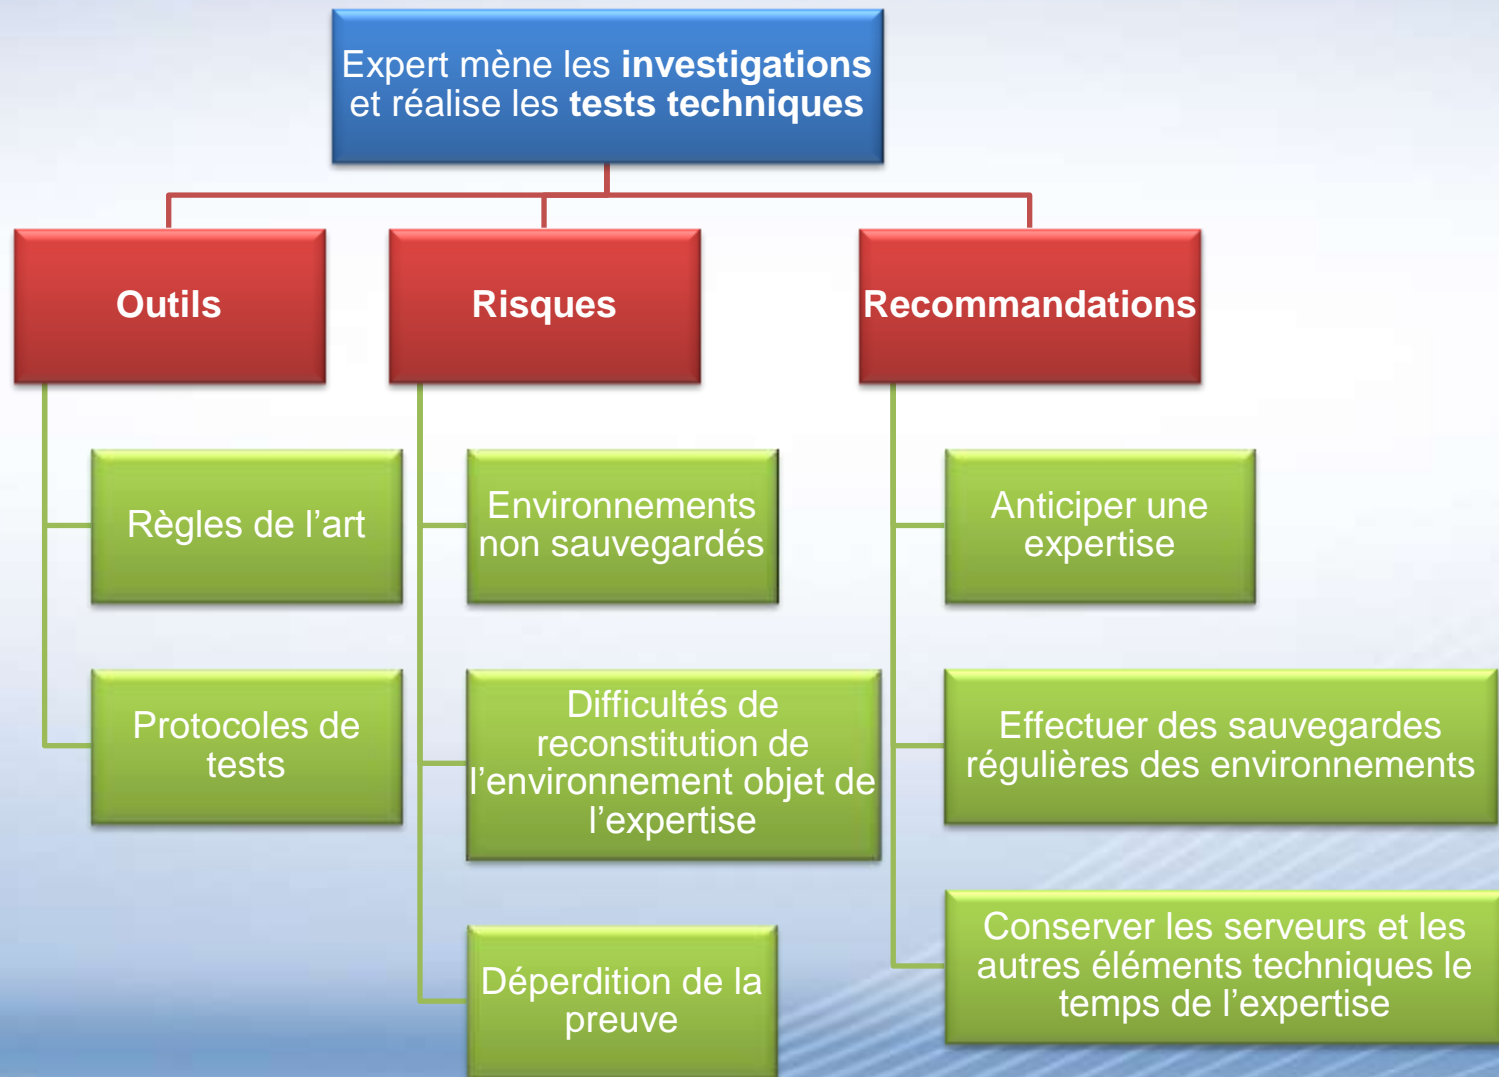 Expert mène les investigations
et réalise les tests techniques
Outils
Règles de l’art
Protocoles de
tests
Risques
Environnements
non sauvegardés
Difficultés de
reconstitution de
l’environnement objet de
l’expertise
Déperdition de la
preuve
Recommandations
Anticiper une
expertise
Effectuer des sauvegardes
régulières des environnements
Conserver les serveurs et les
autres éléments techniques le
temps de l’expertise